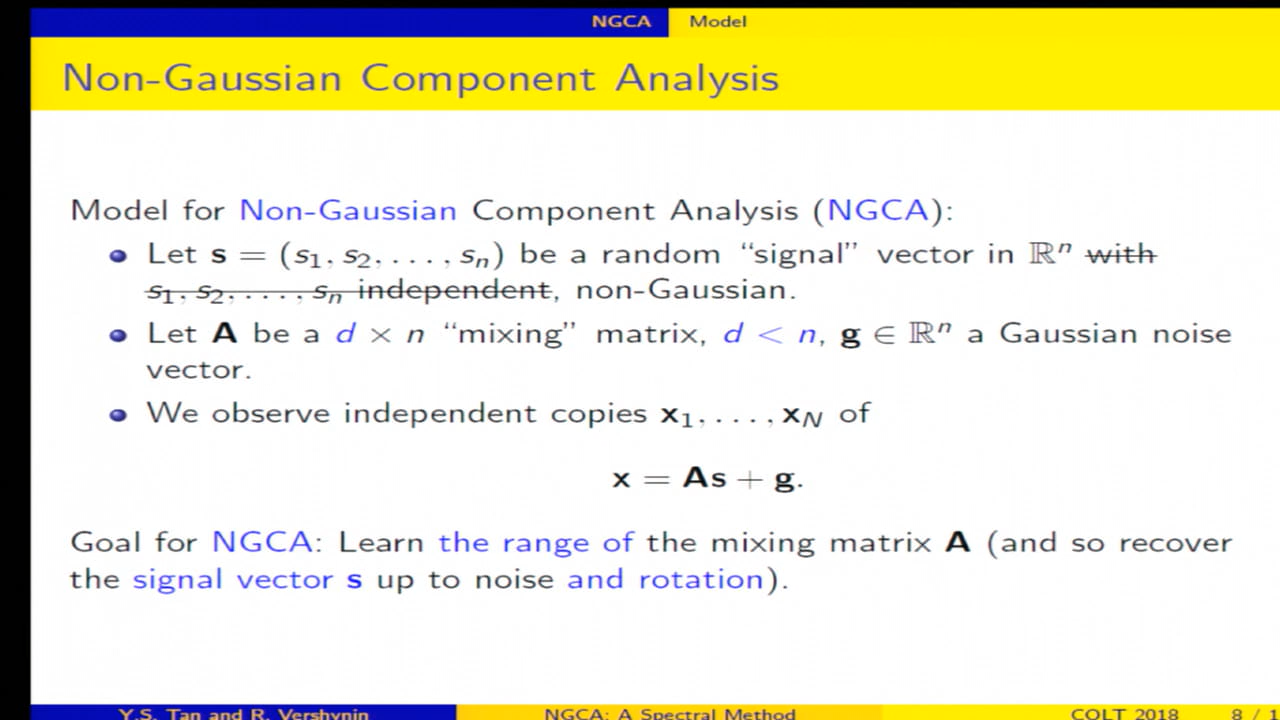 NGCA Model
Non-Gaussian Component Analysis
Model for Non-Gaussian Component Analysis (NGCA):
Let s = (s₁, s₂, . . . , sₙ) be a random “signal” vector in ℝⁿ with
s₁, s₂, . . . , sₙ independent, non-Gaussian.
Let A be a d × n “mixing” matrix, d < n, g ∈ ℝⁿ a Gaussian noise
vector.
We observe independent copies x₁, . . . , x_N of
x = As + g.
Goal for NGCA: Learn the range of the mixing matrix A (and so recover
the signal vector s up to noise and rotation).
Y.S. Tan and R. Vershynin NGCA: A Spectral Method COLT 2018 8 / 1